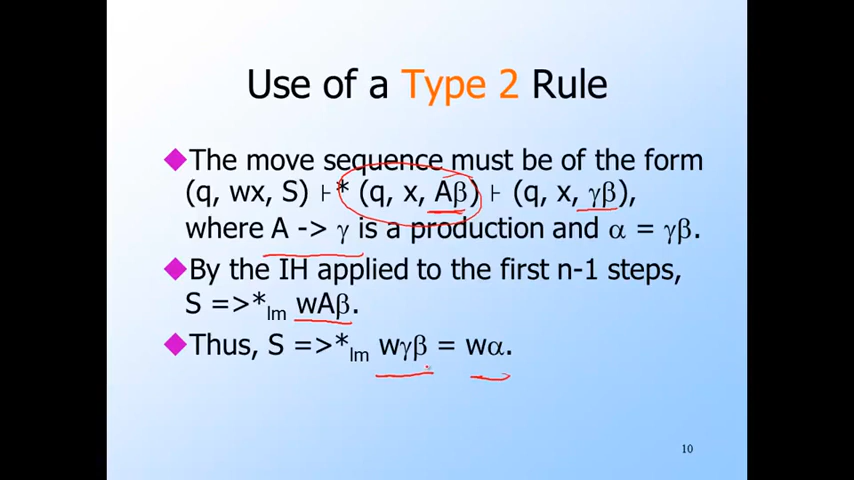 Use of a Type 2 Rule
◆The move sequence must be of the form
(q, wx, S) ⊦* (q, x, Aβ) ⊦ (q, x, γβ),
where A -> γ is a production and α = γβ.
◆By the IH applied to the first n-1 steps,
S =>*lm wAβ.
◆Thus, S =>*lm wγβ = wα.
10